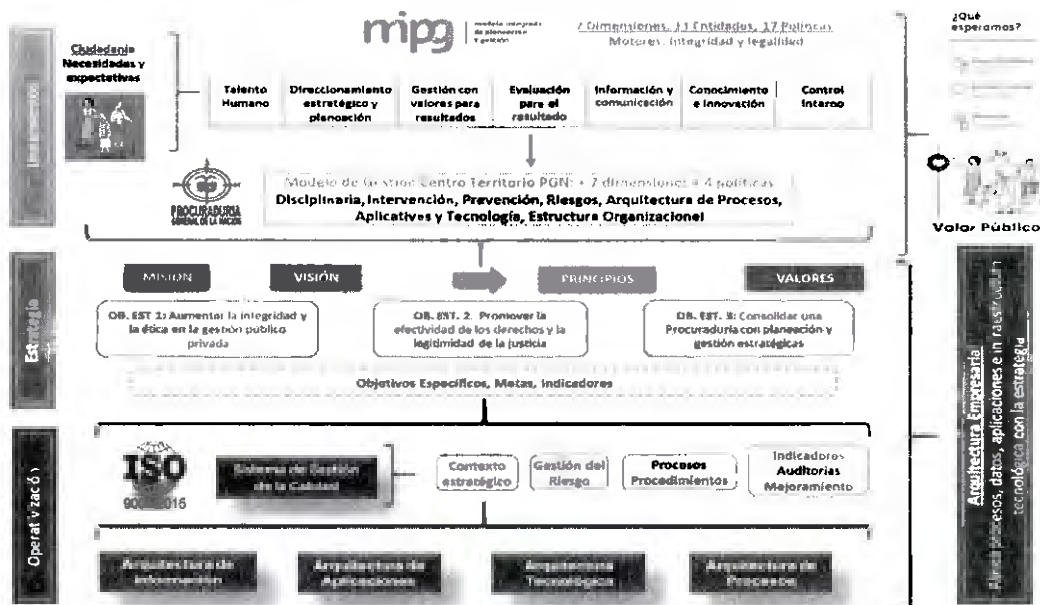 mipg
modelo integrado
de planeación
y gestión
7 Dimensiones, 11 Entidades, 17 Políticas
Motores: Integridad y legalidad
¿Qué
esperamos?
Ciudadanía
Necesidades y
expectativas
Talento
Humano
Direccionamiento
estratégico y
planeación
Gestión con
valores para
resultados
Evaluación
para el
resultado
Información y
comunicación
Conocimiento
e innovación
Control
Interno
PROCURADURIA
GENERAL DE LA NACION
Modelo de Gestión Centro Territorio PGN: + 7 dimensiones + 4 políticas
Disciplinaria, Intervención, Prevención, Riesgos, Arquitectura de Procesos,
Aplicativos y Tecnología, Estructura Organizacional
Valor Público
Estrategia
MISIÓN
VISIÓN
PRINCIPIOS
VALORES
OB. EST 1: Aumentar la integridad y
la ética en la gestión público
privada
OB. EST. 2. Promover la
efectividad de los derechos y la
legitimidad de la justicia
OB. EST. 3: Consolidar una
Procuraduría con planeación y
gestión estratégicas
Objetivos Específicos, Metas, Indicadores
Operativización
ISO
Sistema de Gestión
de la Calidad
Contexto
estratégico
Gestión del
Riesgo
Procesos
Procedimientos
Indicadores
Auditorías
Mejoramiento
Arquitectura de
Información
Arquitectura de
Aplicaciones
Arquitectura
Tecnológica
Arquitectura de
Procesos
Arquitectura Empresaria
procesos, datos, aplicaciones e infraestructura
tecnológica con la estrategia